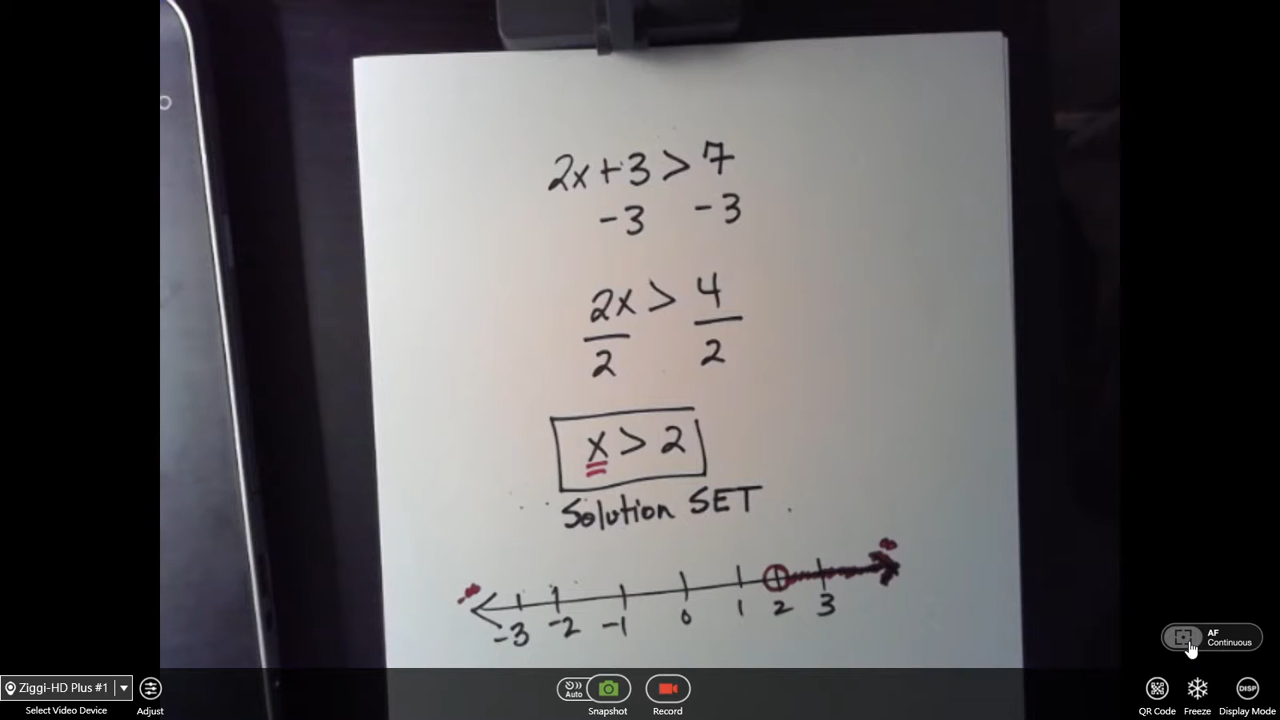 2x+3>7
-3 -3
2x>4
2 2
x>2
Solution SET
-∞ ∞
-3 -2 -1 0 1 2 3
AF
Continuous
Ziggi-HD Plus #1
Auto
Select Video Device
Adjust
Snapshot
Record
QR Code
Freeze
DISP
Display Mode